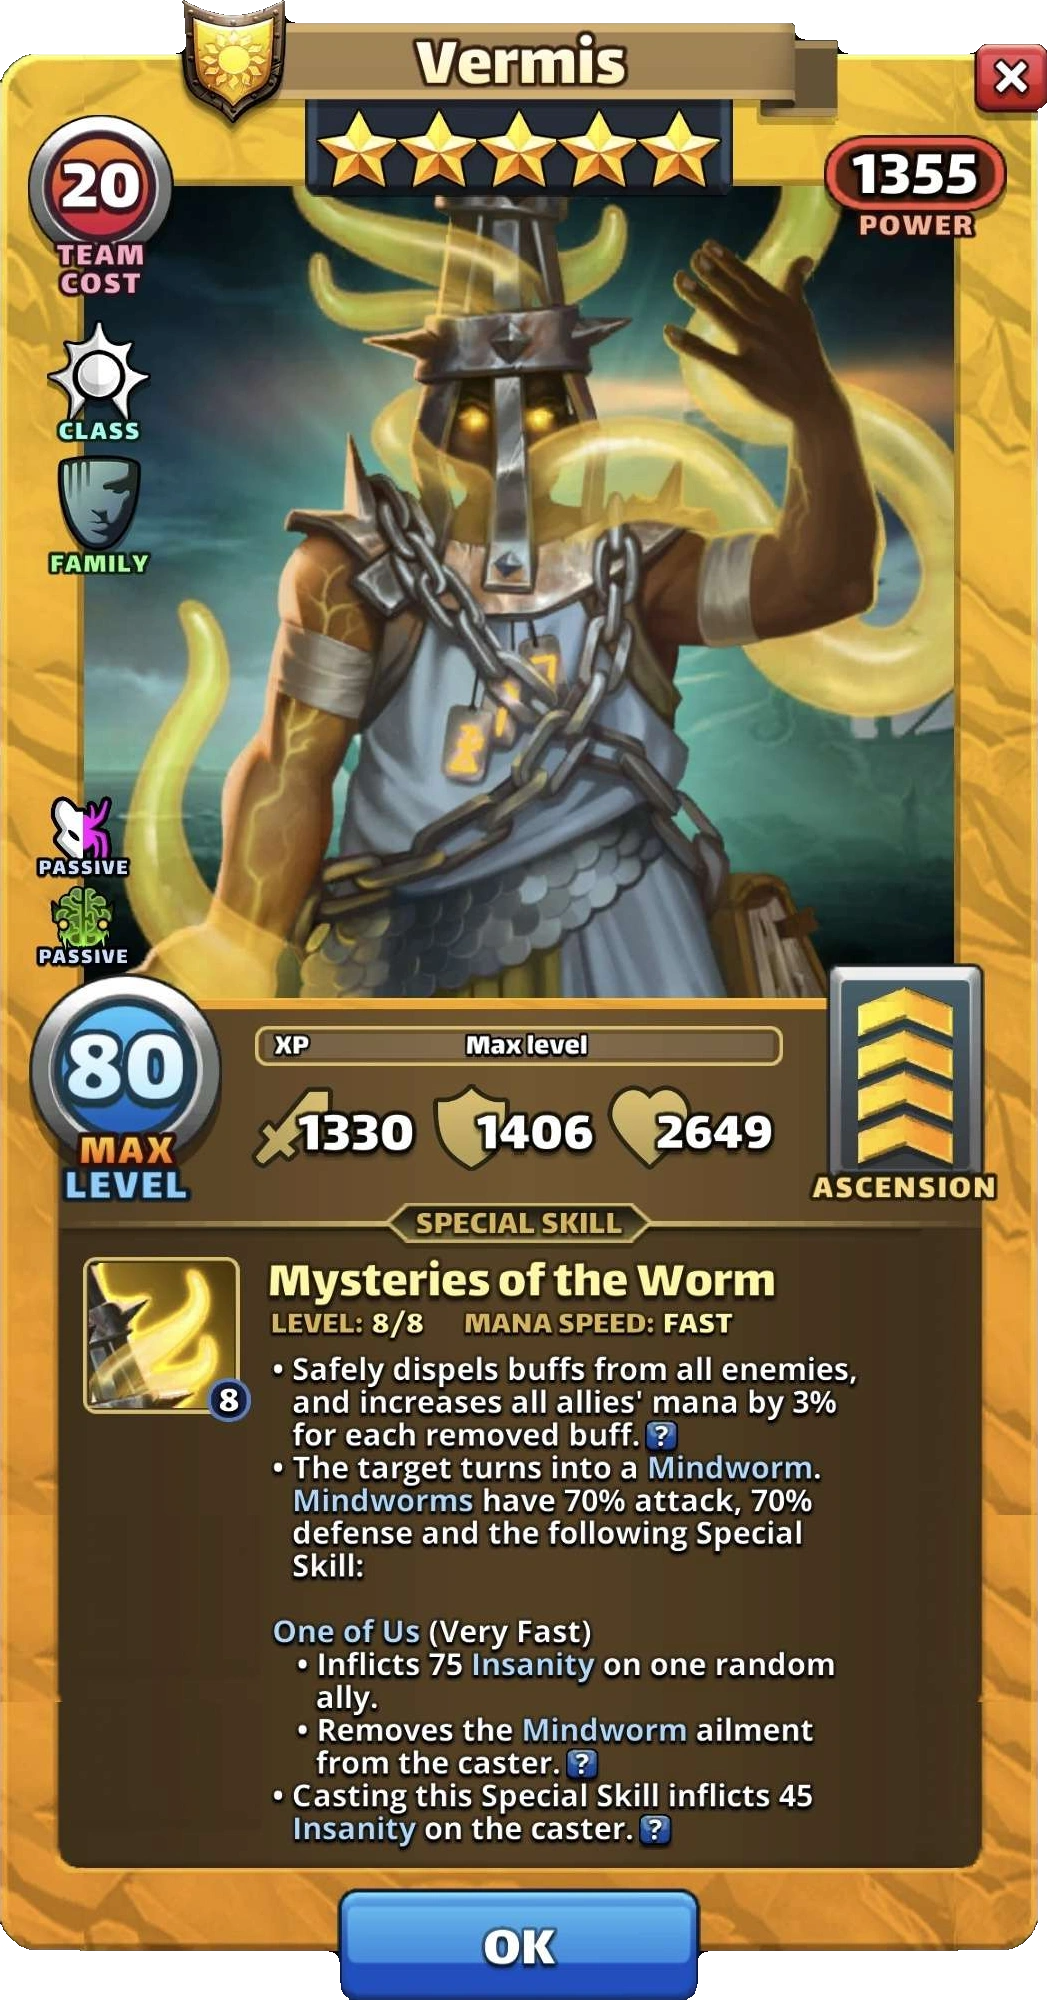 Vermis
20
TEAM
COST
1355
POWER
CLASS
FAMILY
PASSIVE
PASSIVE
80
MAX
LEVEL
XP Max level
1330 1406 2649
ASCENSION
SPECIAL SKILL
8
Mysteries of the Worm
LEVEL: 8/8 MANA SPEED: FAST
• Safely dispels buffs from all enemies,
and increases all allies' mana by 3%
for each removed buff. ?
• The target turns into a Mindworm.
Mindworms have 70% attack, 70%
defense and the following Special
Skill:
One of Us (Very Fast)
• Inflicts 75 Insanity on one random
ally.
• Removes the Mindworm ailment
from the caster. ?
• Casting this Special Skill inflicts 45
Insanity on the caster. ?
OK